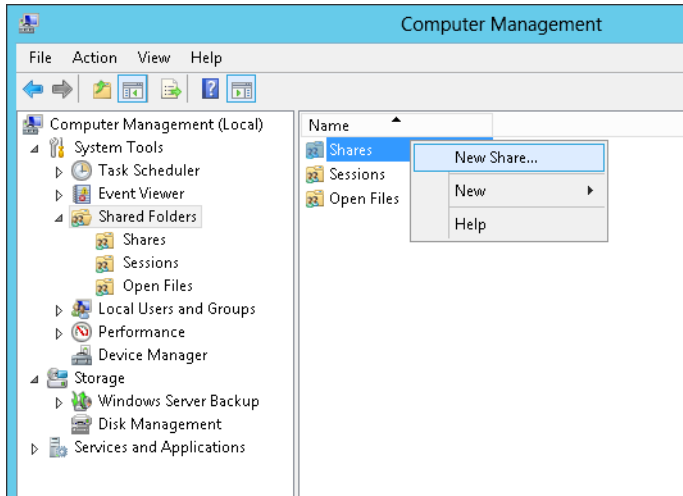 Computer Management
File Action View Help
Computer Management (Local)
System Tools
Task Scheduler
Event Viewer
Shared Folders
Shares
Sessions
Open Files
Local Users and Groups
Performance
Device Manager
Storage
Windows Server Backup
Disk Management
Services and Applications
Name
Shares
Sessions
Open Files
New Share...
New
Help